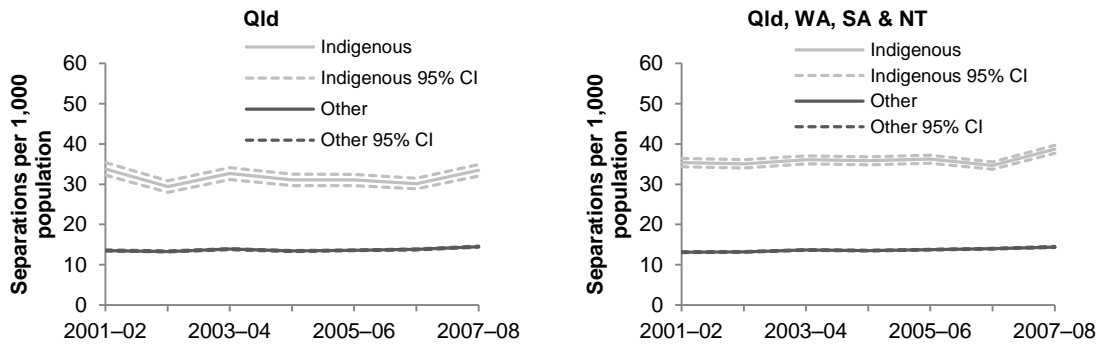 Qld
Indigenous
Indigenous 95% CI
Other
Other 95% CI
Separations per 1,000
population
60
50
40
30
20
10
0
2001–02
2003–04
2005–06
2007–08
Qld, WA, SA & NT
Indigenous
Indigenous 95% CI
Other
Other 95% CI
Separations per 1,000
population
60
50
40
30
20
10
0
2001–02
2003–04
2005–06
2007–08